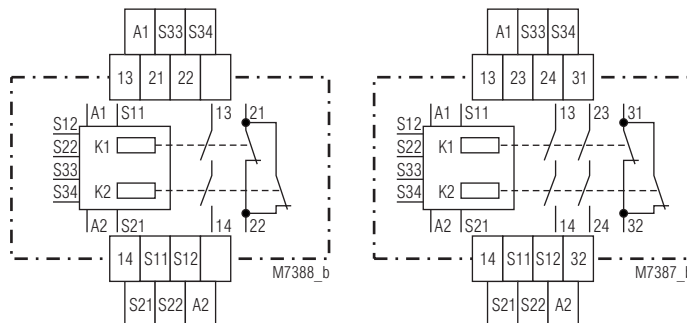 A1 S33 S34
13 21 22
A1 S11 13 21
S12
S22 K1
S33
S34 K2
A2 S21 14 22
14 S11 S12
M7388_b
S21 S22 A2
A1 S33 S34
13 23 24 31
A1 S11 13 23 31
S12
S22 K1
S33
S34 K2
A2 S21 14 24 32
14 S11 S12 32
M7387_
S21 S22 A2